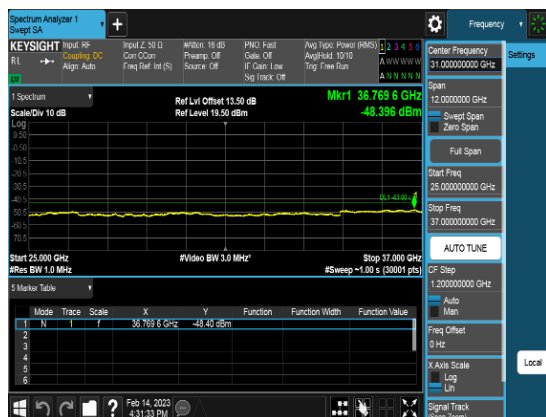 Spectrum Analyzer 1
Swept SA
Frequency
KEYSIGHT
Input: RF
Coupling: DC
Align: Auto
Input Z: 50 Ω
Corr CCorr
Freq Ref: Int (S)
#Atten: 16 dB
Preamp: Off
Source: Off
PNO: Fast
Gate: Off
IF Gain: Low
Sig Track: Off
Avg Type: Power (RMS)
Avg|Hold: 10/10
Trig: Free Run
1 2 3 4 5 6
A W W W W W
A N N N N N
RL
LV
1 Spectrum
Scale/Div 10 dB
Ref Lvl Offset 13.50 dB
Ref Level 19.50 dBm
Mkr1 36.769 6 GHz
-48.396 dBm
Log
9.50
-0.50
-10.5
-20.5
-30.5
-40.5
-50.5
-60.5
-70.5
DL1 -43.00
Start 25.000 GHz
#Res BW 1.0 MHz
#Video BW 3.0 MHz*
Stop 37.000 GHz
#Sweep ~1.00 s (30001 pts)
5 Marker Table
Mode Trace Scale X Y Function Function Width Function Value
1 N 1 f 36.769 6 GHz -48.40 dBm
2
3
4
5
6
Feb 14, 2023
4:31:33 PM
Center Frequency
31.000000000 GHz
Span
12.0000000 GHz
Swept Span
Zero Span
Full Span
Start Freq
25.000000000 GHz
Stop Freq
37.000000000 GHz
AUTO TUNE
CF Step
1.200000000 GHz
Auto
Man
Freq Offset
0 Hz
X Axis Scale
Log
Lin
Signal Track
Settings
Local